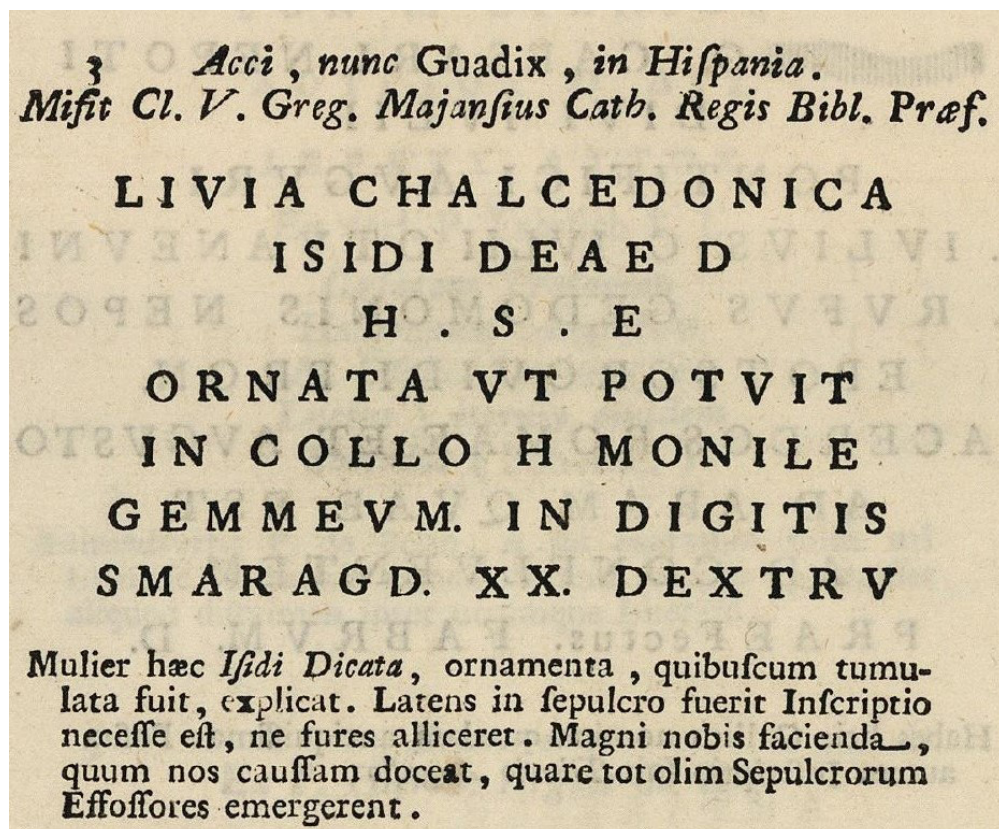 3 Acci , nunc Guadix , in Hiſpania .
Miſit Cl. V. Greg. Majanſius Cath. Regis Bibl. Præf.
LIVIA CHALCEDONICA
ISIDI DEAE D
H . S . E
ORNATA VT POTVIT
IN COLLO H MONILE
GEMMEVM. IN DIGITIS
SMARAGD. XX. DEXTRV
Mulier hæc Iſidi Dicata, ornamenta , quibuſcum tumu-
lata fuit, explicat. Latens in ſepulcro fuerit Inſcriptio
neceſſe eſt, ne fures alliceret. Magni nobis facienda ,
quum nos cauſſam doceat, quare tot olim Sepulcrorum
Effoſſores emergerent.